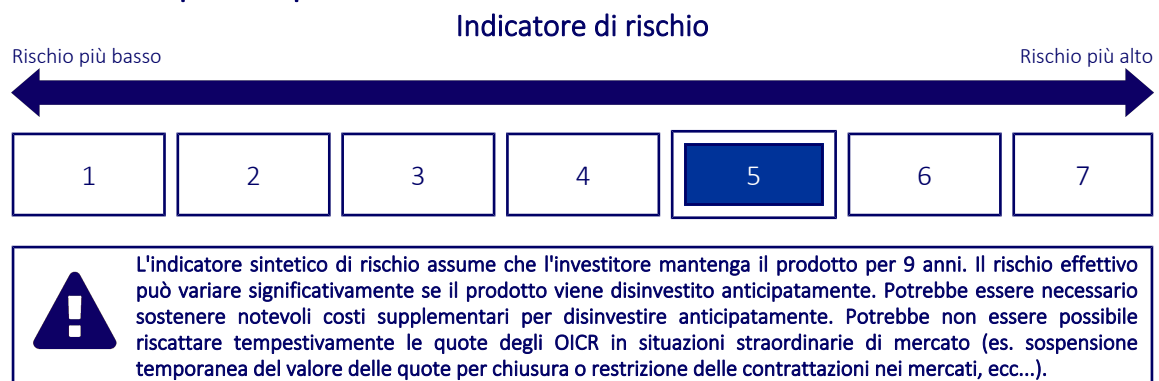 Indicatore di rischio
Rischio più basso
Rischio più alto
1 2 3 4 5 6 7
L'indicatore sintetico di rischio assume che l'investitore mantenga il prodotto per 9 anni. Il rischio effettivo
può variare significativamente se il prodotto viene disinvestito anticipatamente. Potrebbe essere necessario
sostenere notevoli costi supplementari per disinvestire anticipatamente. Potrebbe non essere possibile
riscattare tempestivamente le quote degli OICR in situazioni straordinarie di mercato (es. sospensione
temporanea del valore delle quote per chiusura o restrizione delle contrattazioni nei mercati, ecc...).